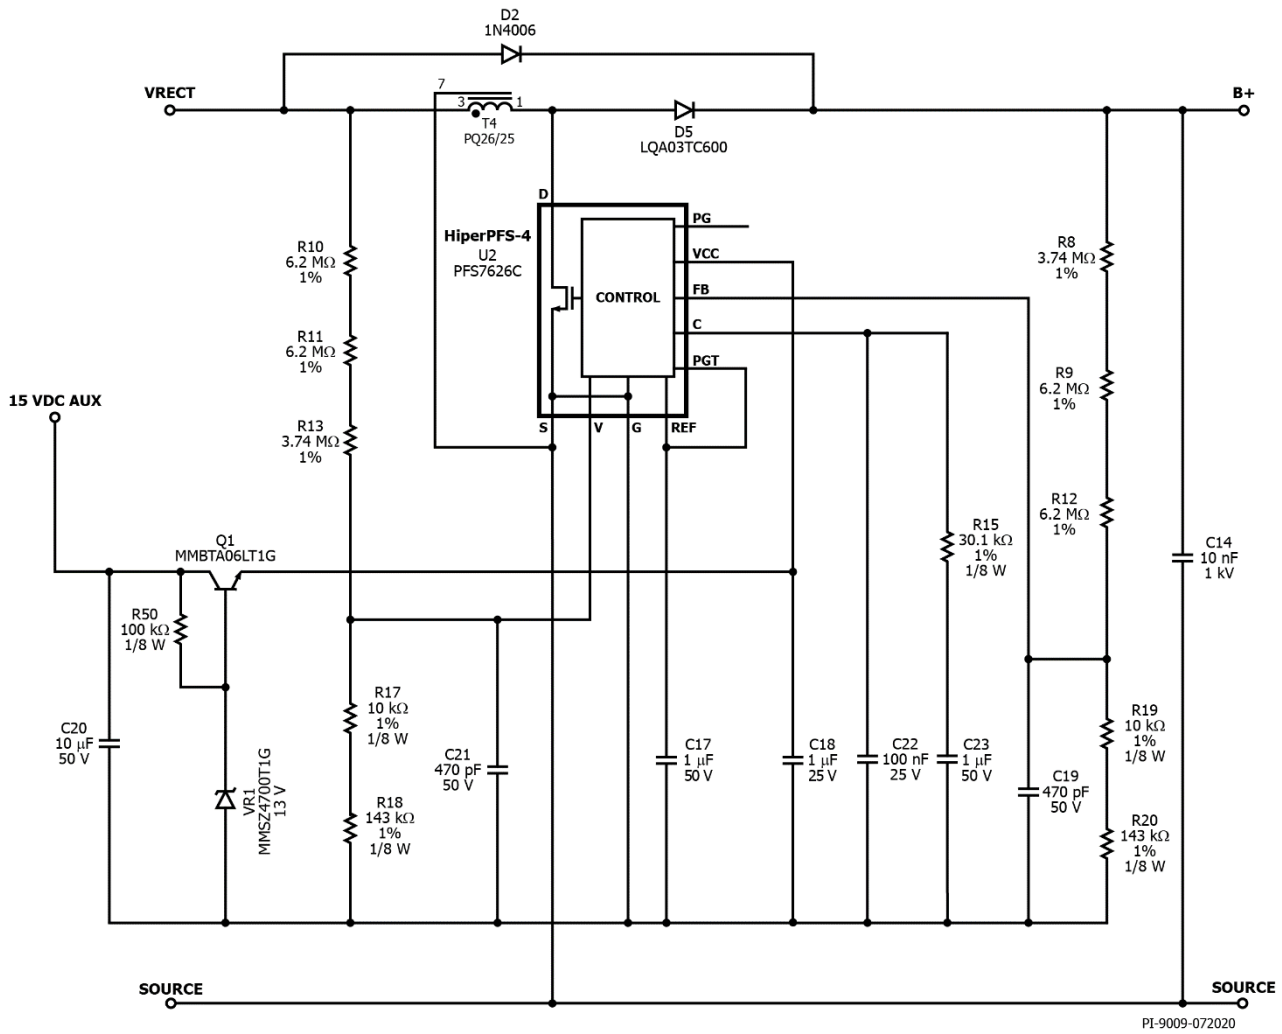 D2
1N4006
VRECT
7
3
1
T4
PQ26/25
D5
LQA03TC600
B+
D
HiperPFS-4
U2
PFS7626C
CONTROL
PG
VCC
FB
C
PGT
S
V
G
REF
R10
6.2 MΩ
1%
R11
6.2 MΩ
1%
R13
3.74 MΩ
1%
R8
3.74 MΩ
1%
R9
6.2 MΩ
1%
R12
6.2 MΩ
1%
15 VDC AUX
Q1
MMBTA06LT1G
R50
100 kΩ
1/8 W
R15
30.1 kΩ
1%
1/8 W
C14
10 nF
1 kV
C20
10 µF
50 V
VR1
MMSZ4700T1G
13 V
R17
10 kΩ
1%
1/8 W
R18
143 kΩ
1%
1/8 W
C21
470 pF
50 V
C17
1 µF
50 V
C18
1 µF
25 V
C22
100 nF
25 V
C23
1 µF
50 V
C19
470 pF
50 V
R19
10 kΩ
1%
1/8 W
R20
143 kΩ
1%
1/8 W
SOURCE
SOURCE
PI-9009-072020